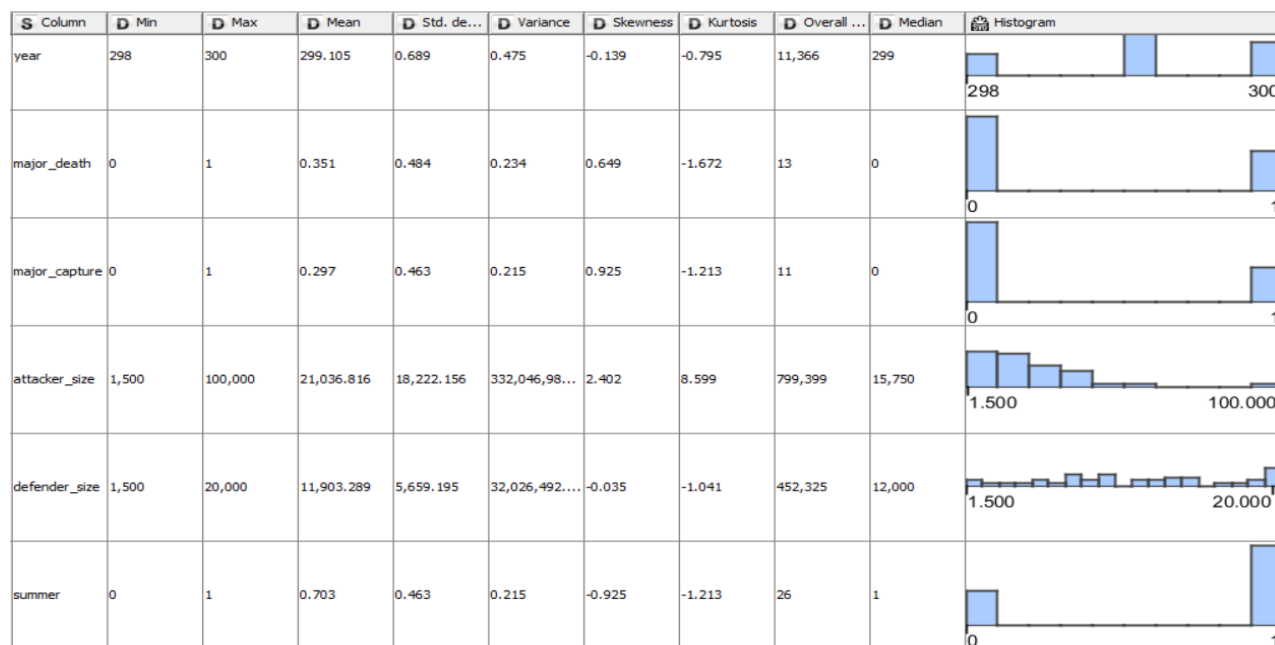 S Column D Min D Max D Mean D Std. de... D Variance D Skewness D Kurtosis D Overall ... D Median Histogram
year 298 300 299.105 0.689 0.475 -0.139 -0.795 11,366 299
298 300
major_death 0 1 0.351 0.484 0.234 0.649 -1.672 13 0
0 1
major_capture 0 1 0.297 0.463 0.215 0.925 -1.213 11 0
0 1
attacker_size 1,500 100,000 21,036.816 18,222.156 332,046,98... 2.402 8.599 799,399 15,750
1.500 100.000
defender_size 1,500 20,000 11,903.289 5,659.195 32,026,492.... -0.035 -1.041 452,325 12,000
1.500 20.000
summer 0 1 0.703 0.463 0.215 -0.925 -1.213 26 1
0 1